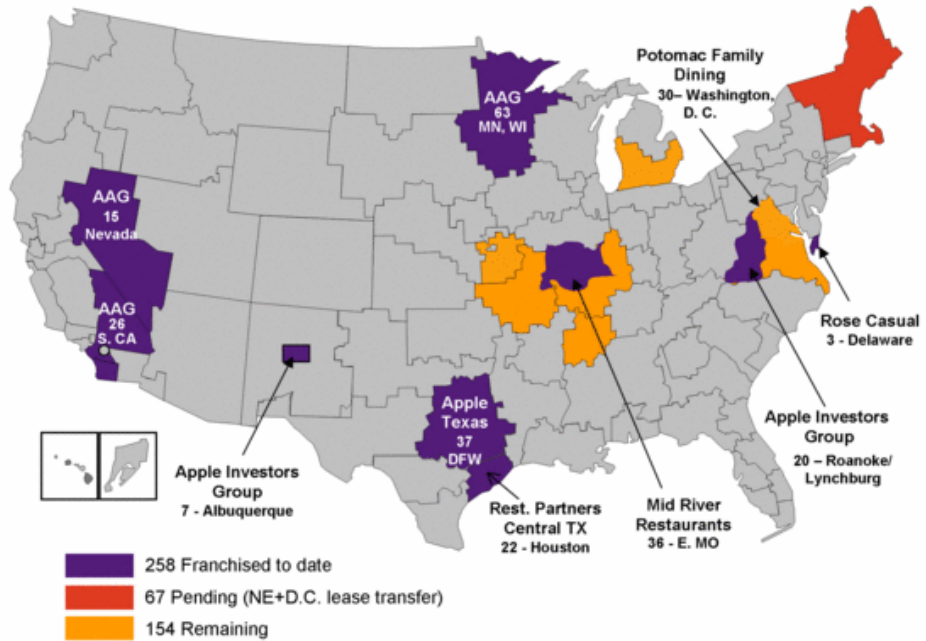 Potomac Family
Dining
30– Washington,
D. C.
AAG
63
MN, WI
AAG
15
Nevada
AAG
26
S. CA
Rose Casual
3 - Delaware
Apple
Texas
37
DFW
Apple Investors
Group
20 – Roanoke/
Lynchburg
Apple Investors
Group
7 - Albuquerque
Rest. Partners
Central TX
22 - Houston
Mid River
Restaurants
36 - E. MO
258 Franchised to date
67 Pending (NE+D.C. lease transfer)
154 Remaining